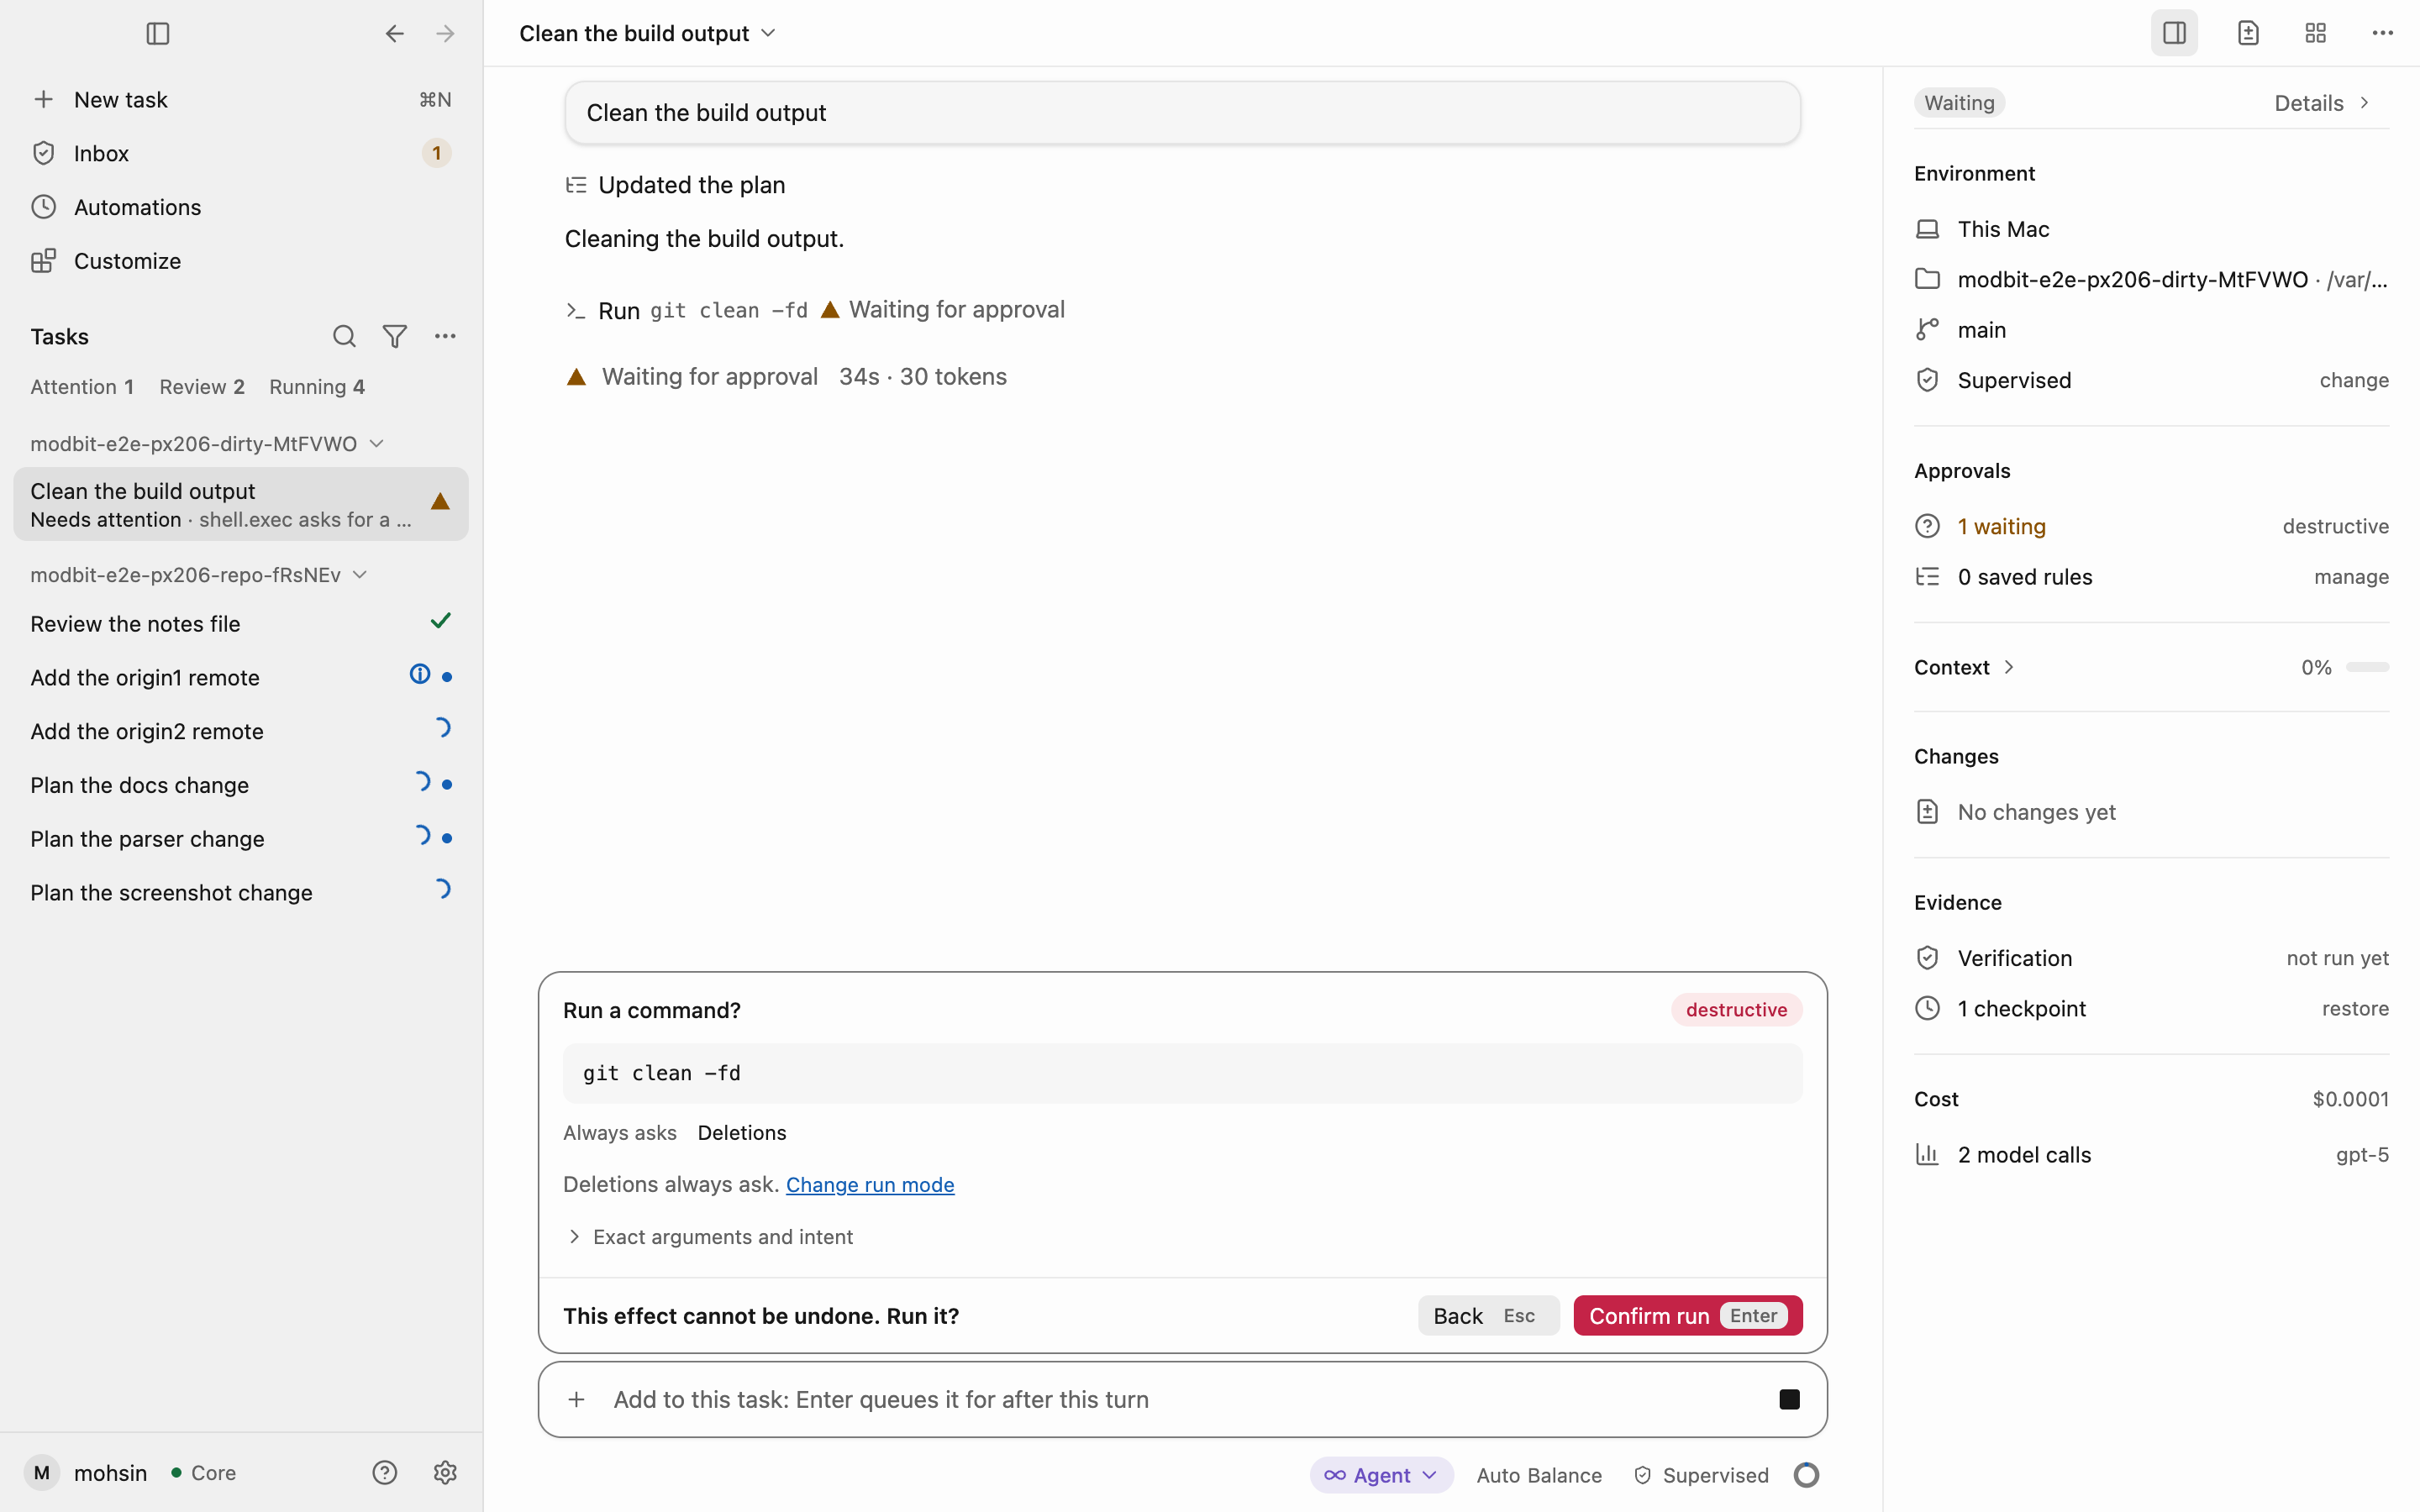 Clean the build output
New task ⌘N
Inbox 1
Automations
Customize
Tasks
Attention 1 Review 2 Running 4
modbit-e2e-px206-dirty-MtFVWO
Clean the build output
Needs attention · shell.exec asks for a ...
modbit-e2e-px206-repo-fRsNEv
Review the notes file
Add the origin1 remote
Add the origin2 remote
Plan the docs change
Plan the parser change
Plan the screenshot change
M mohsin Core
Clean the build output
Updated the plan
Cleaning the build output.
Run git clean -fd Waiting for approval
Waiting for approval 34s · 30 tokens
Run a command? destructive
git clean -fd
Always asks Deletions
Deletions always ask. Change run mode
Exact arguments and intent
This effect cannot be undone. Run it? Back Esc Confirm run Enter
Add to this task: Enter queues it for after this turn
Agent Auto Balance Supervised
Waiting Details
Environment
This Mac
modbit-e2e-px206-dirty-MtFVWO · /var/...
main
Supervised change
Approvals
1 waiting destructive
0 saved rules manage
Context 0%
Changes
No changes yet
Evidence
Verification not run yet
1 checkpoint restore
Cost $0.0001
2 model calls gpt-5